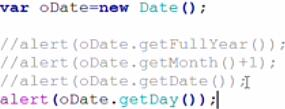 var oDate=new Date();
//alert(oDate.getFullYear());
//alert(oDate.getMonth()+1);
//alert(oDate.getDate());
alert(oDate.getDay());